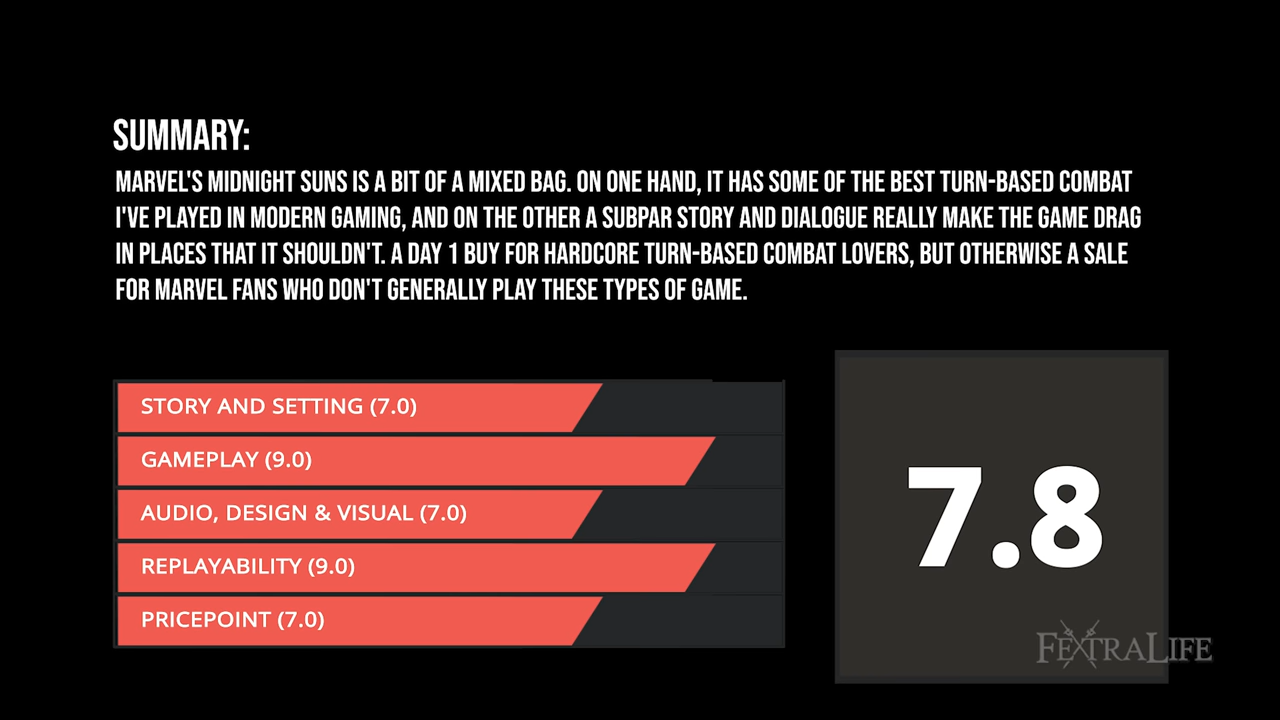 SUMMARY:
MARVEL'S MIDNIGHT SUNS IS A BIT OF A MIXED BAG. ON ONE HAND, IT HAS SOME OF THE BEST TURN-BASED COMBAT
I'VE PLAYED IN MODERN GAMING, AND ON THE OTHER A SUBPAR STORY AND DIALOGUE REALLY MAKE THE GAME DRAG
IN PLACES THAT IT SHOULDN'T. A DAY 1 BUY FOR HARDCORE TURN-BASED COMBAT LOVERS, BUT OTHERWISE A SALE
FOR MARVEL FANS WHO DON'T GENERALLY PLAY THESE TYPES OF GAME.
STORY AND SETTING (7.0)
GAMEPLAY (9.0)
AUDIO, DESIGN & VISUAL (7.0)
REPLAYABILITY (9.0)
PRICEPOINT (7.0)
7.8
FEXTRALIFE